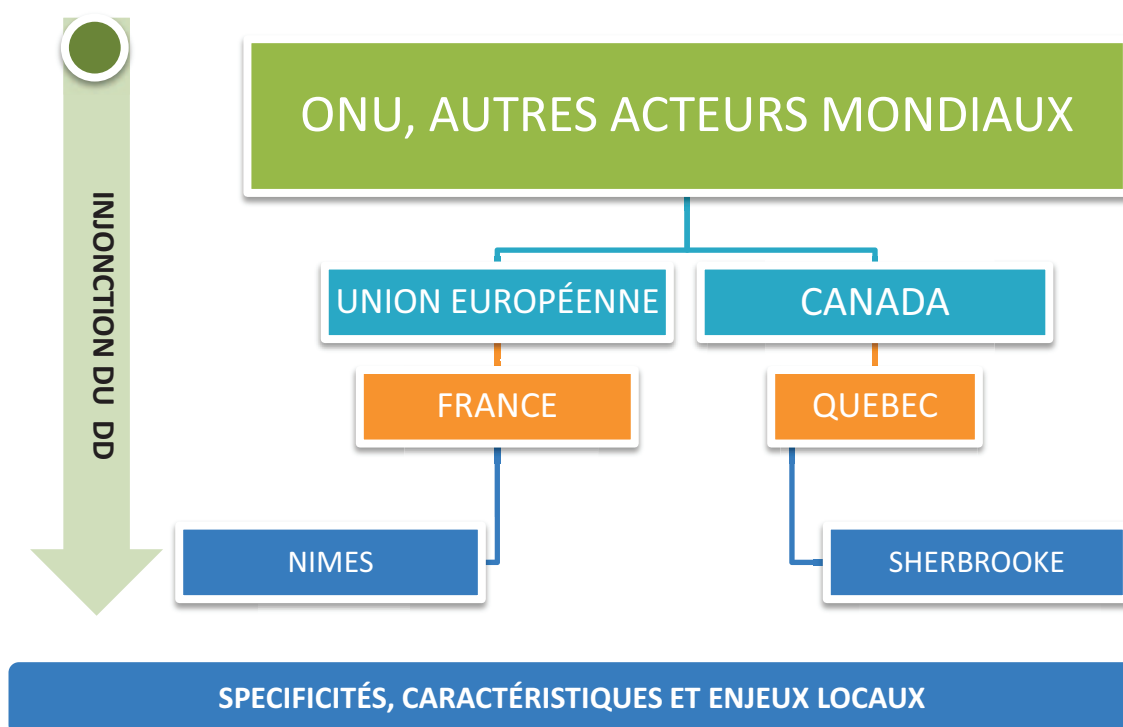 ONU, AUTRES ACTEURS MONDIAUX
INJONCTION DU DD
UNION EUROPÉENNE
CANADA
FRANCE
QUEBEC
NIMES
SHERBROOKE
SPECIFICITÉS, CARACTÉRISTIQUES ET ENJEUX LOCAUX